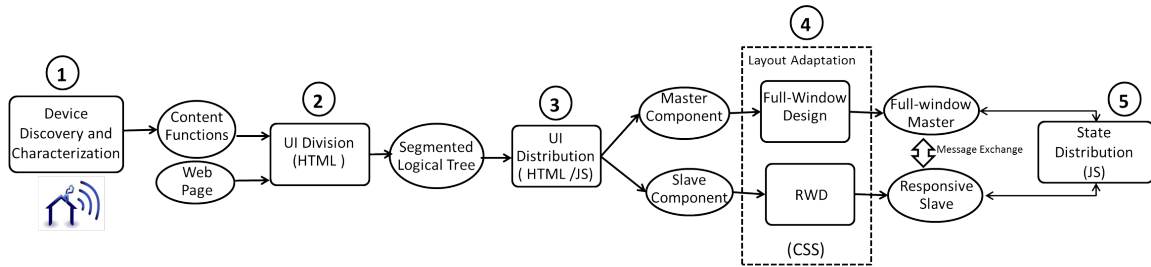 1
Device
Discovery and
Characterization
Content
Functions
Web
Page
2
UI Division
(HTML )
Segmented
Logical Tree
3
UI
Distribution
( HTML /JS)
Master
Component
Slave
Component
4
Layout Adaptation
Full-Window
Design
RWD
(CSS)
Full-window
Master
Message Exchange
Responsive
Slave
5
State
Distribution
(JS)